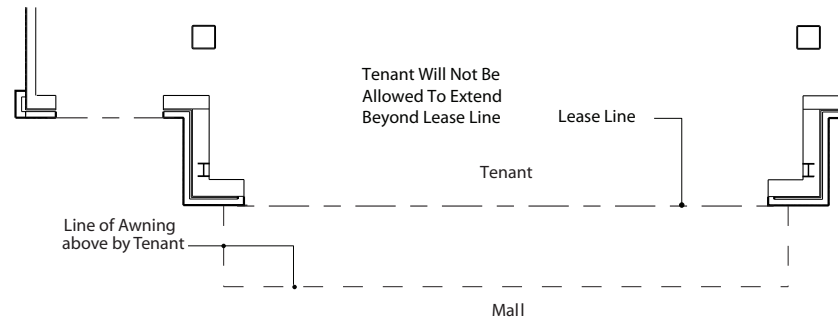 Tenant Will Not Be
Allowed To Extend
Beyond Lease Line
Lease Line
Tenant
Line of Awning
above by Tenant
Mall